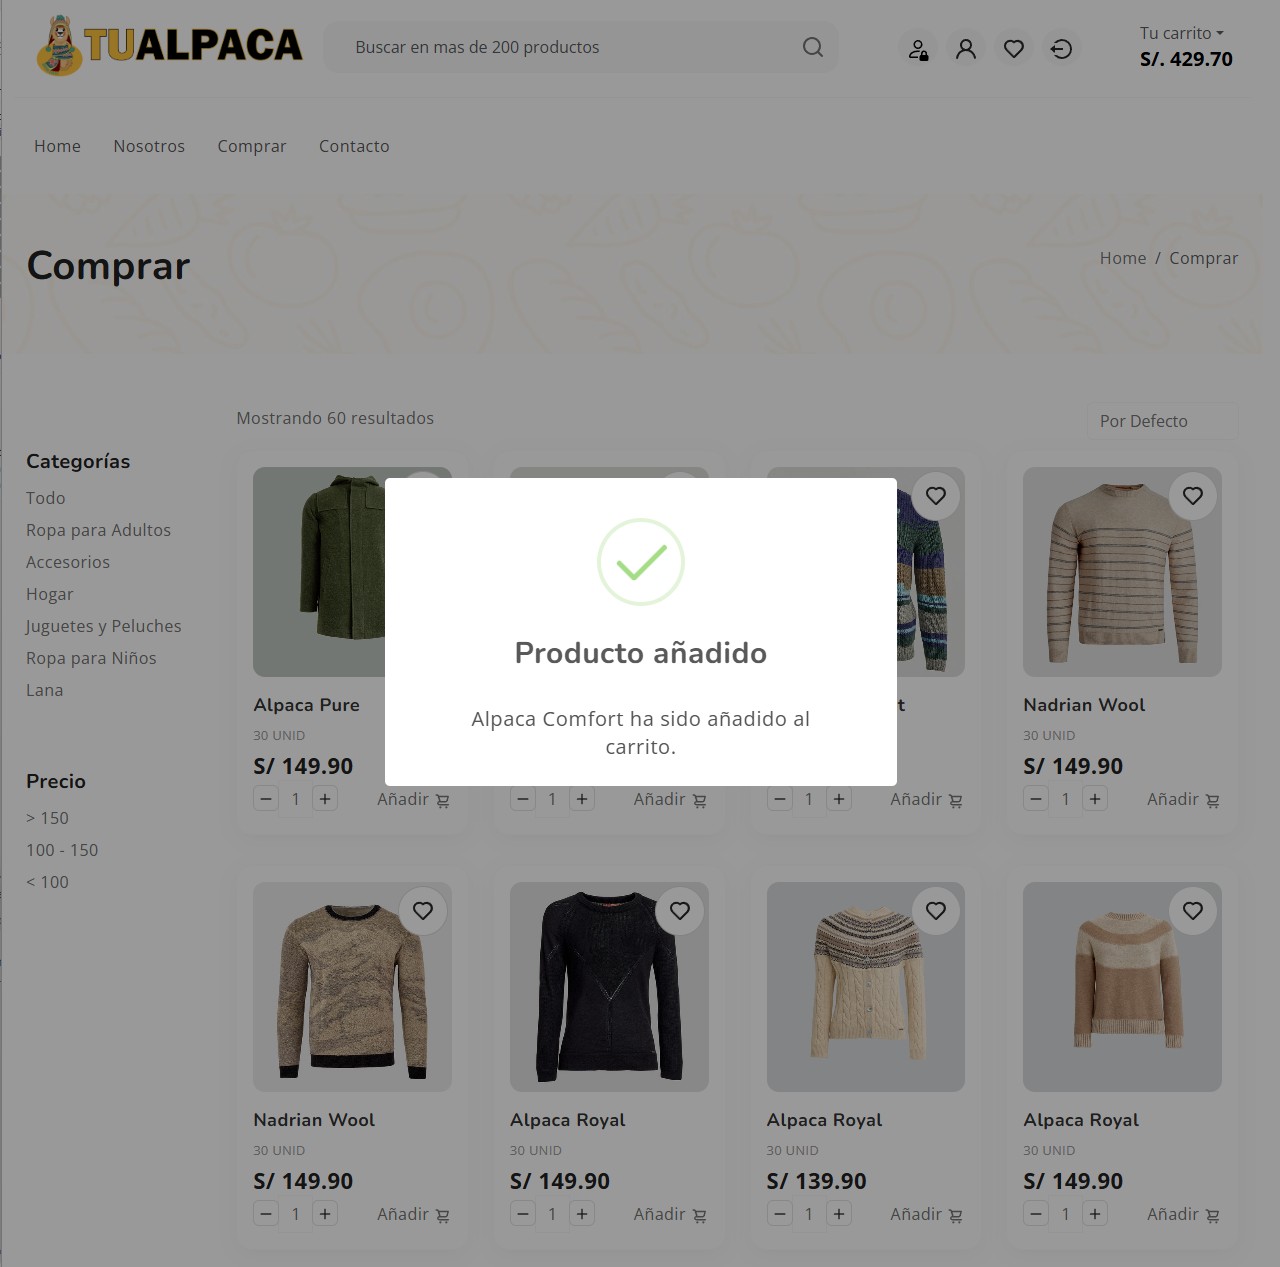 TUALPACA
Buscar en mas de 200 productos
Tu carrito
S/. 429.70
Home Nosotros Comprar Contacto
Comprar
Home / Comprar
Mostrando 60 resultados
Por Defecto
Categorías
Todo
Ropa para Adultos
Accesorios
Hogar
Juguetes y Peluches
Ropa para Niños
Lana
Precio
> 150
100 - 150
< 100
Producto añadido
Alpaca Comfort ha sido añadido al
carrito.
Alpaca Pure
30 UNID
S/ 149.90
1 Añadir
1 Añadir
1 Añadir
Nadrian Wool
30 UNID
S/ 149.90
1 Añadir
Nadrian Wool
30 UNID
S/ 149.90
1 Añadir
Alpaca Royal
30 UNID
S/ 149.90
1 Añadir
Alpaca Royal
30 UNID
S/ 139.90
1 Añadir
Alpaca Royal
30 UNID
S/ 149.90
1 Añadir